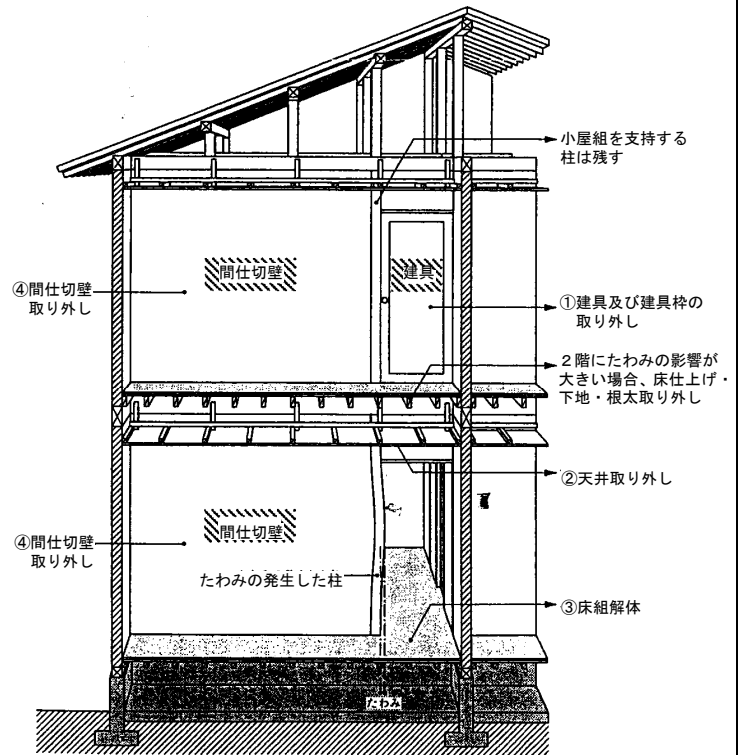 小屋組を支持する
柱は残す
間仕切壁
建具
④間仕切壁
取り外し
①建具及び建具枠の
取り外し
2階にたわみの影響が
大きい場合、床仕上げ・
下地・根太取り外し
②天井取り外し
間仕切壁
④間仕切壁
取り外し
たわみの発生した柱
③床組解体
たわみ